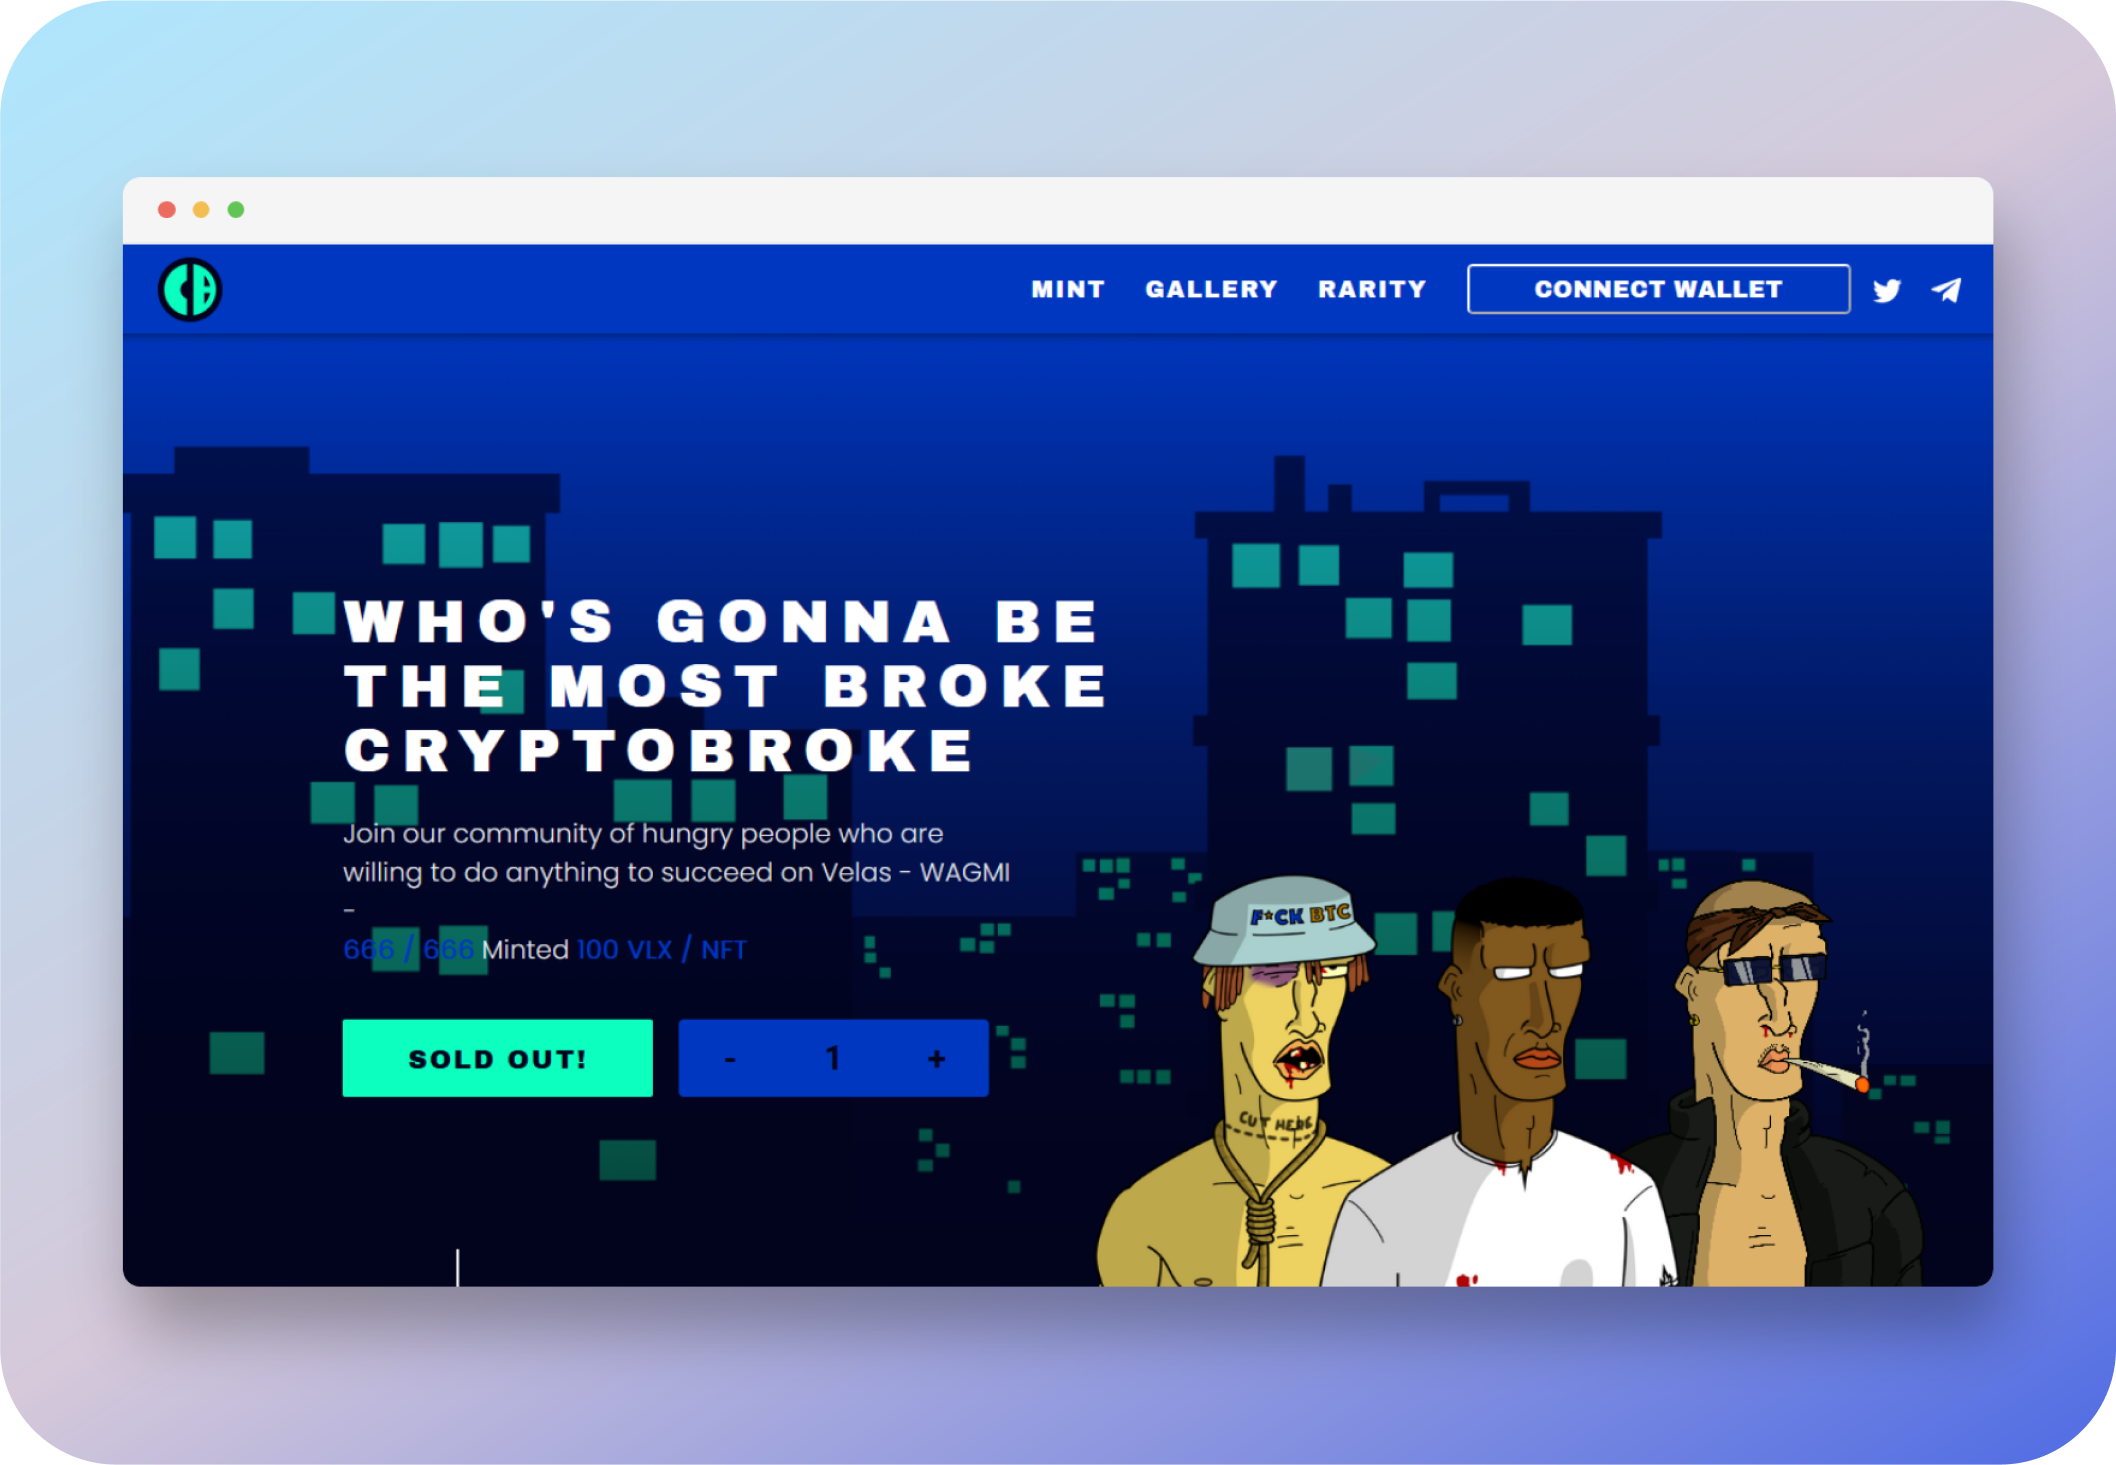 MINT GALLERY RARITY CONNECT WALLET
WHO'S GONNA BE
THE MOST BROKE
CRYPTOBROKE
Join our community of hungry people who are
willing to do anything to succeed on Velas - WAGMI
-
666 / 666 Minted 100 VLX / NFT
SOLD OUT! - 1 +
F*CK BTC
CUT HERE